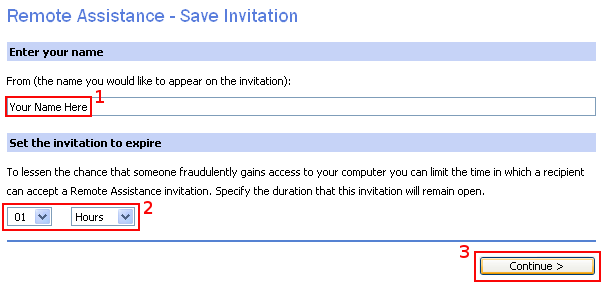 Remote Assistance - Save Invitation
Enter your name
From (the name you would like to appear on the invitation):
Your Name Here 1
Set the invitation to expire
To lessen the chance that someone fraudulently gains access to your computer you can limit the time in which a recipient
can accept a Remote Assistance invitation. Specify the duration that this invitation will remain open.
01 Hours 2
3 Continue >